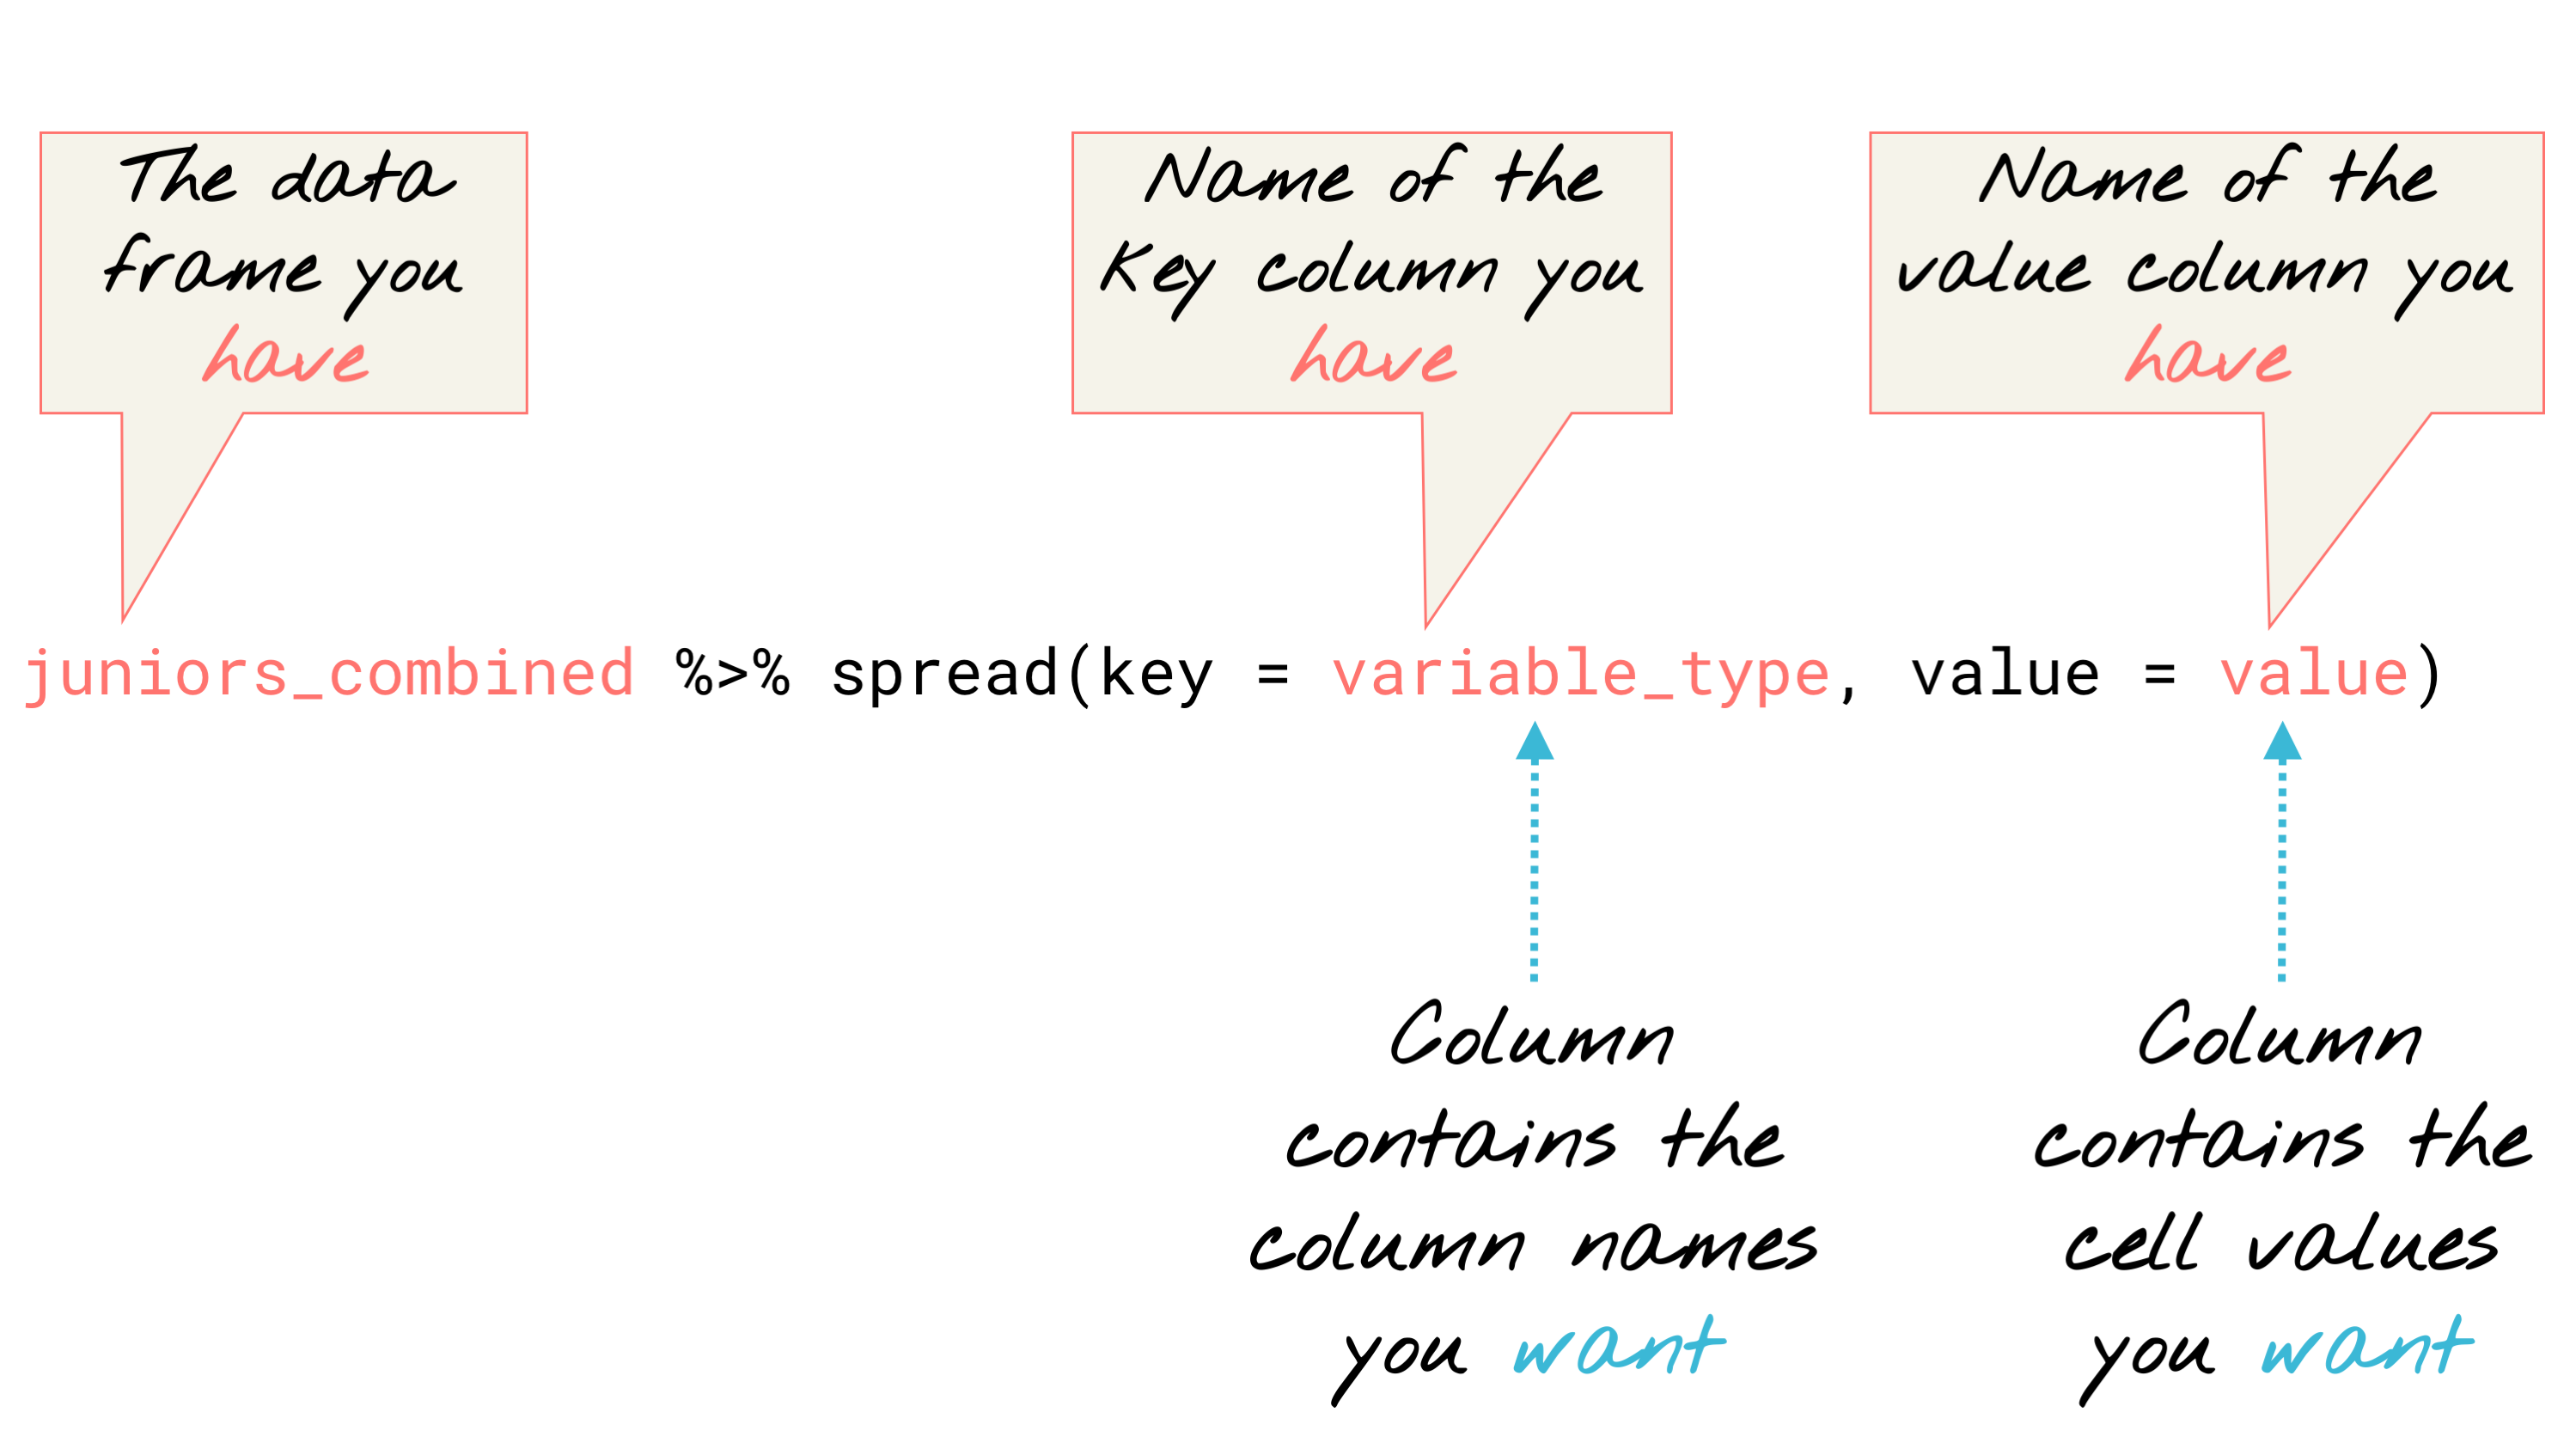 The data
frame you
have
Name of the
Key column you
have
Name of the
value column you
have
juniors_combined %>% spread(key = variable_type, value = value)
Column
contains the
column names
you want
Column
contains the
cell values
you want